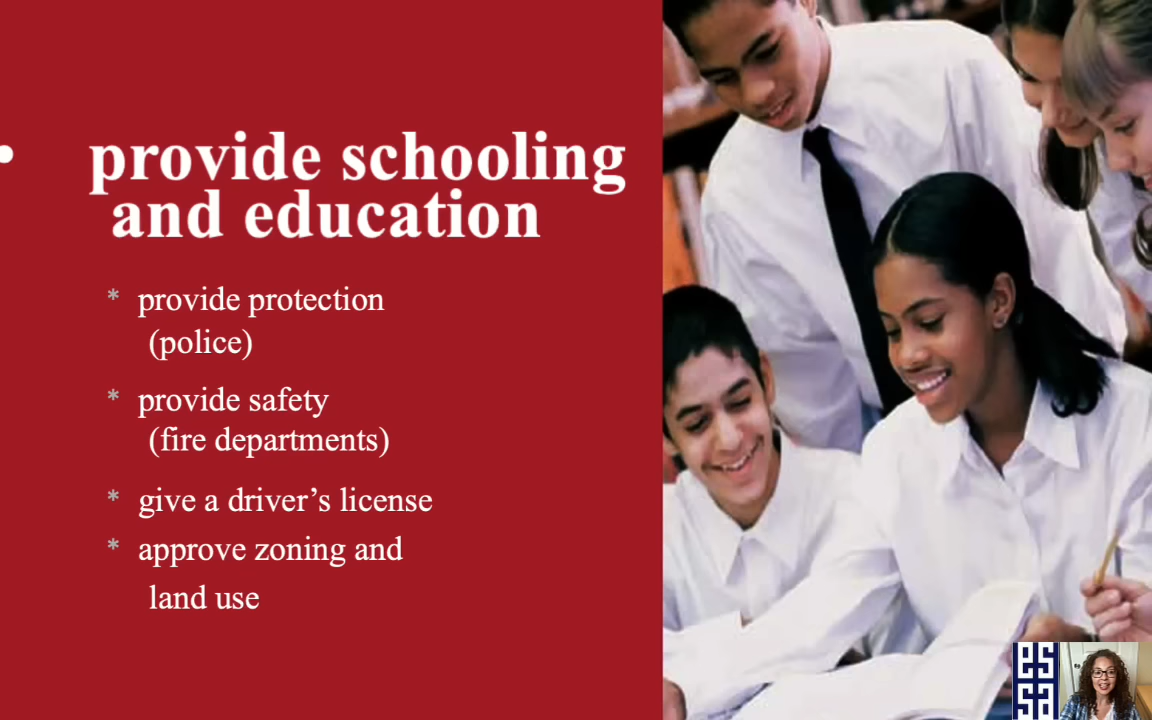 • provide schooling
and education
* provide protection
(police)
* provide safety
(fire departments)
* give a driver’s license
* approve zoning and
land use